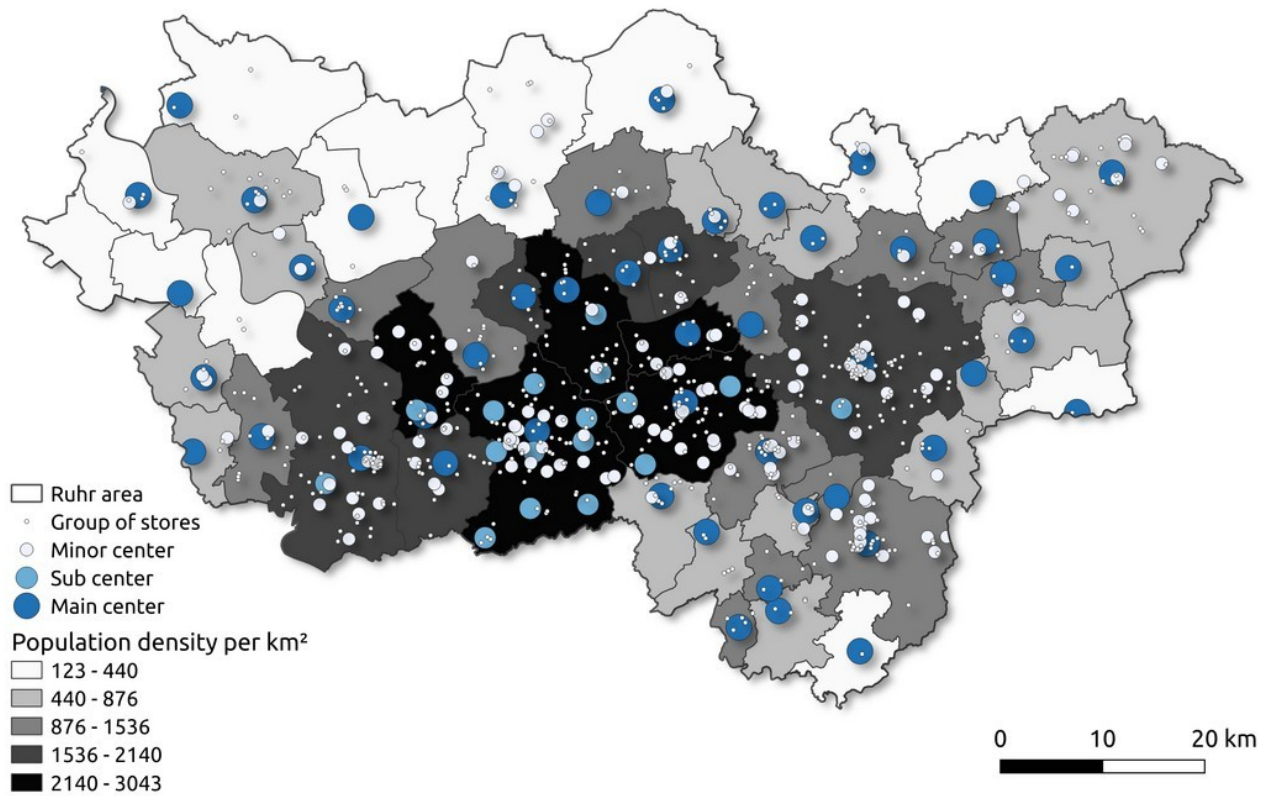 Ruhr area
Group of stores
Minor center
Sub center
Main center
Population density per km²
123 - 440
440 - 876
876 - 1536
1536 - 2140
2140 - 3043
0 10 20 km